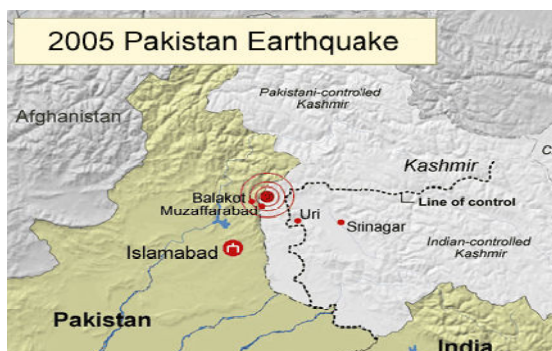 2005 Pakistan Earthquake
Pakistani-controlled
Kashmir
Afghanistan
Kashmir
C
Balakot
Line of control
Muzaffarabad
Uri
Srinagar
Islamabad
Indian-controlled
Kashmir
Pakistan
India